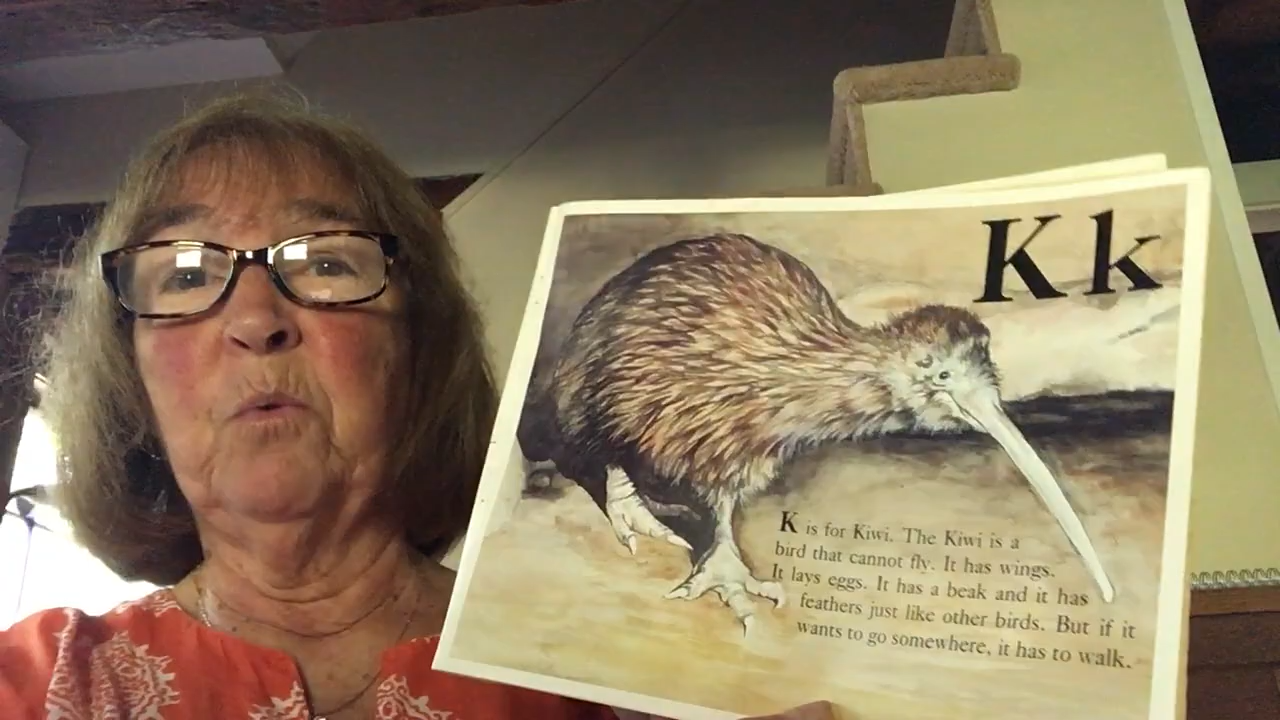 K k
K is for Kiwi. The Kiwi is a
bird that cannot fly. It has wings.
It lays eggs. It has a beak and it has
feathers just like other birds. But if it
wants to go somewhere, it has to walk.